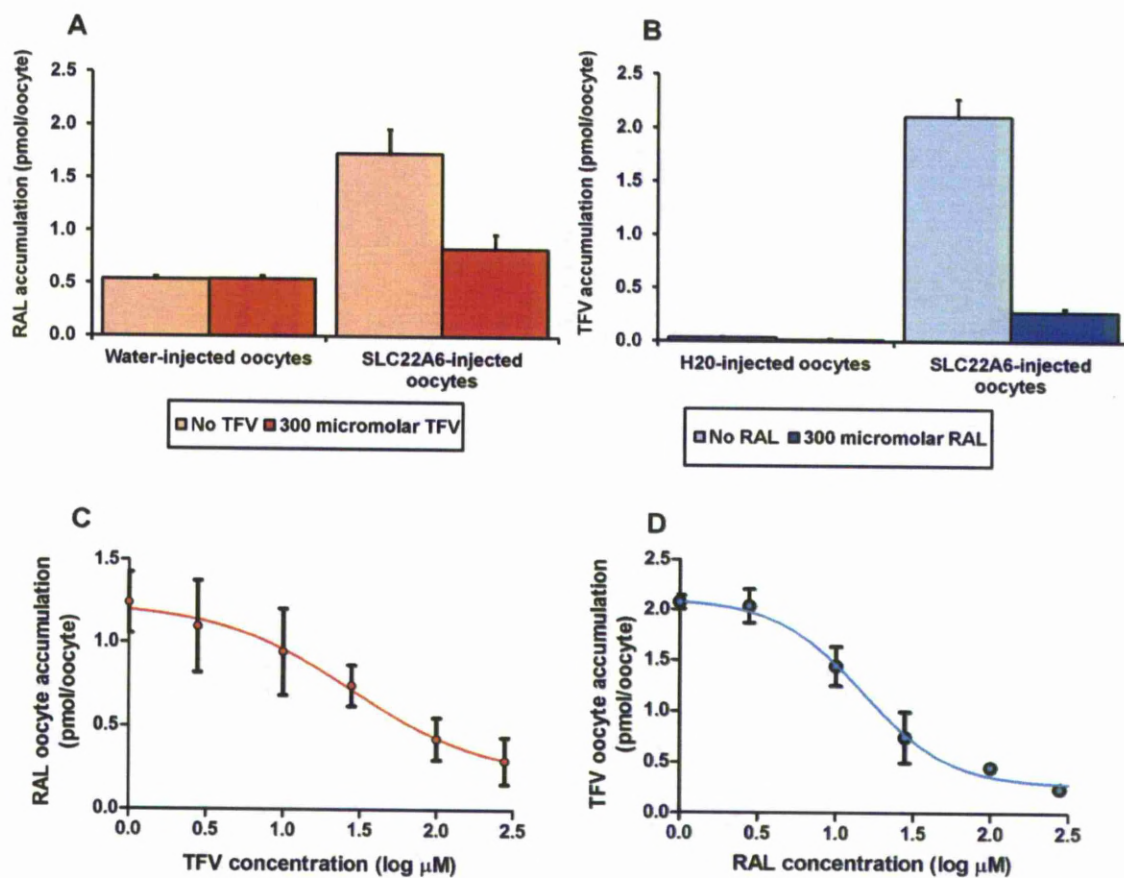 A
RAL accumulation (pmol/oocyte)
2.5
2.0
1.5
1.0
0.5
0.0
Water-injected oocytes
SLC22A6-injected
oocytes
No TFV
300 micromolar TFV
B
TFV accumulation (pmol/oocyte)
2.5
2.0
1.5
1.0
0.5
0.0
H20-injected oocytes
SLC22A6-injected
oocytes
No RAL
300 micromolar RAL
C
RAL oocyte accumulation
(pmol/oocyte)
1.5
1.0
0.5
0.0
0.0 0.5 1.0 1.5 2.0 2.5
TFV concentration (log µM)
D
TFV oocyte accumulation
(pmol/oocyte)
2.5
2.0
1.5
1.0
0.5
0.0
0.0 0.5 1.0 1.5 2.0 2.5
RAL concentration (log µM)